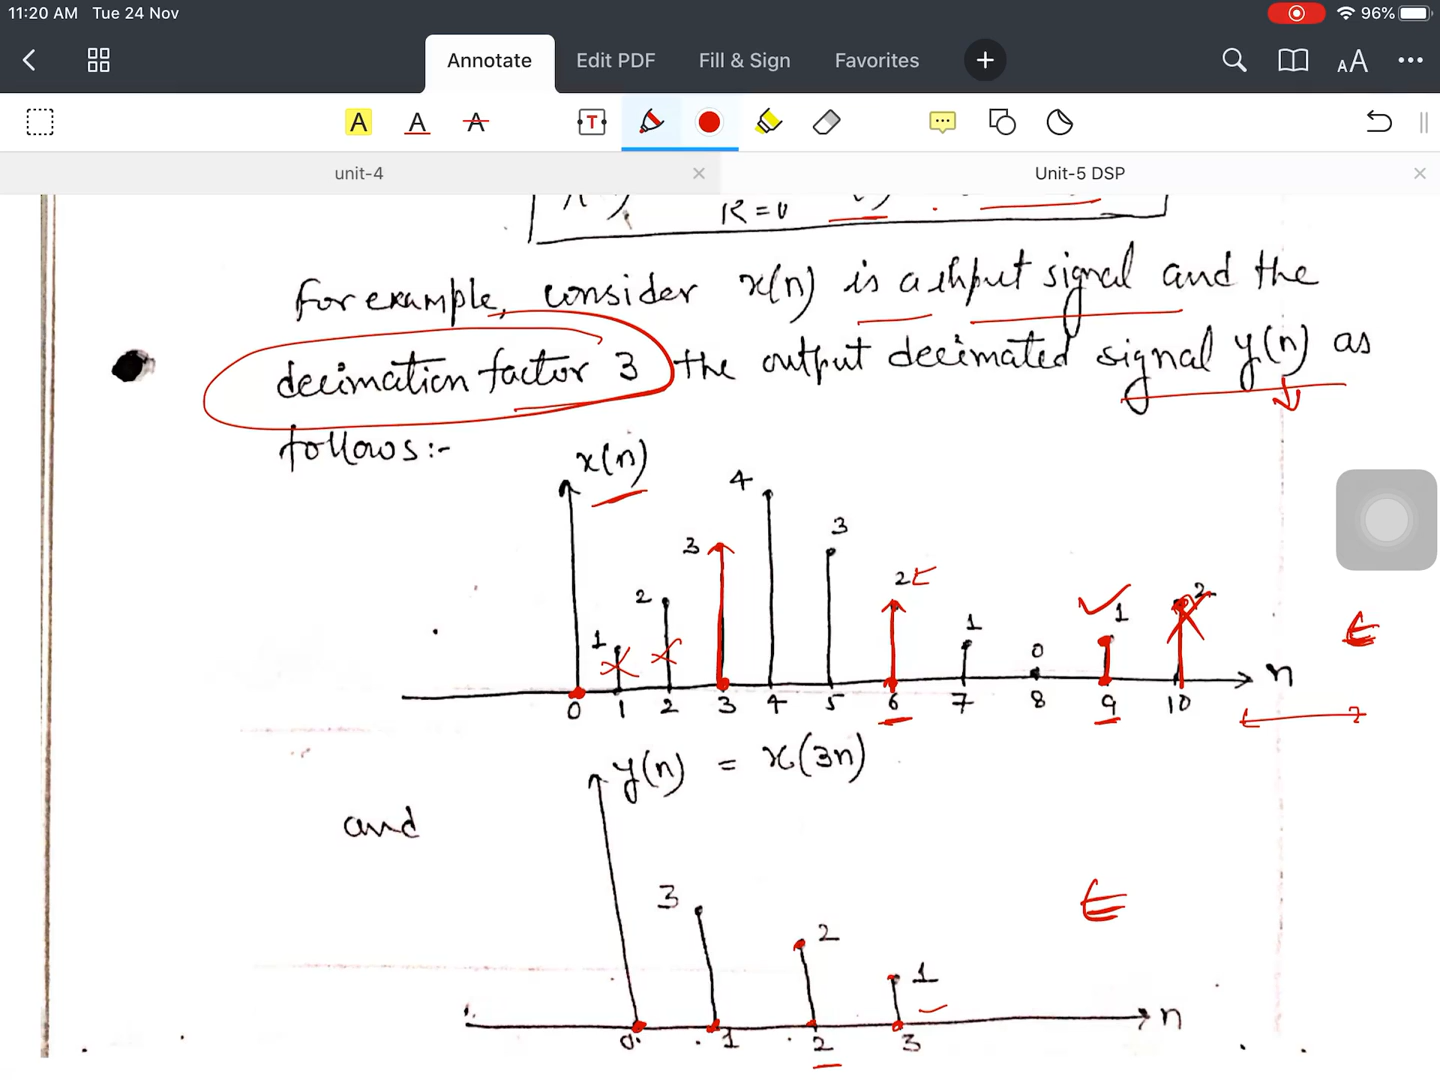 11:20 AM Tue 24 Nov
96%
Annotate Edit PDF Fill & Sign Favorites
unit-4 Unit-5 DSP
K=0
for example, consider x(n) is a input signal and the
decimation factor 3 the output decimated signal y(n) as
follows:-
x(n)
1 2 3 4 3 2 1 0 1 2
0 1 2 3 4 5 6 7 8 9 10 n
y(n) = x(3n)
and
3 2 1
0 1 2 3 n